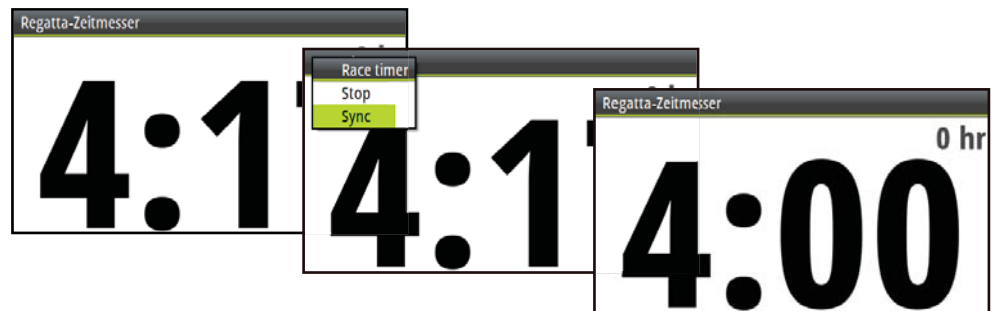 Regatta-Zeitmesser
4:1
Race timer
Stop
Sync
4:1
Regatta-Zeitmesser
0 hr
4:00